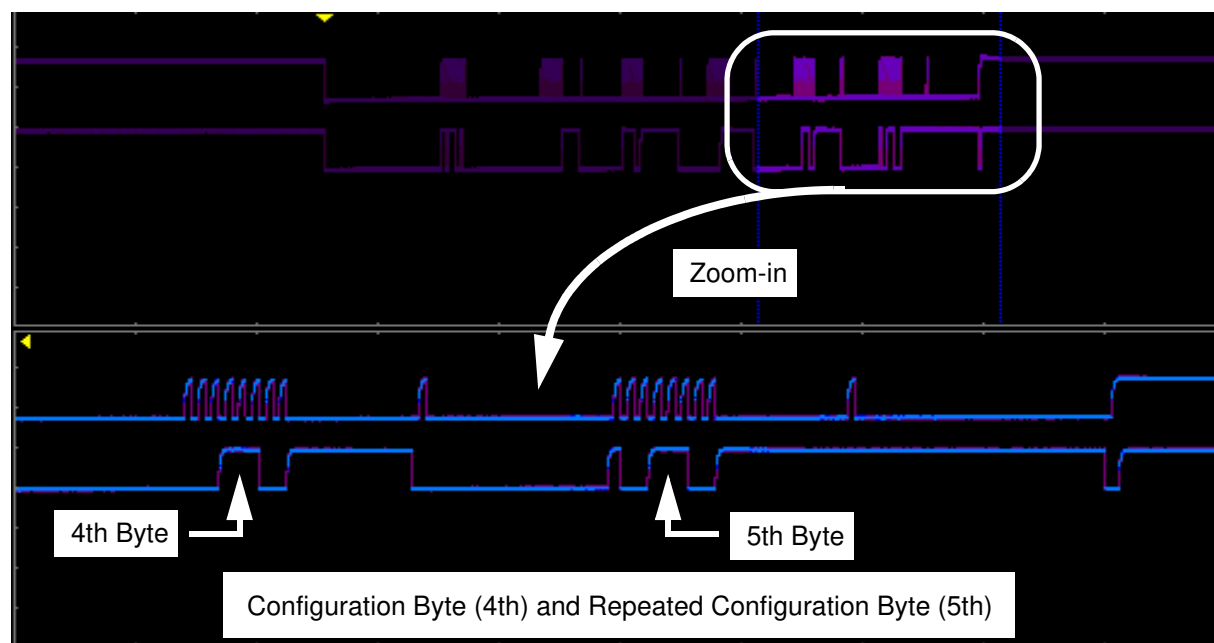 Zoom-in
4th Byte
5th Byte
Configuration Byte (4th) and Repeated Configuration Byte (5th)